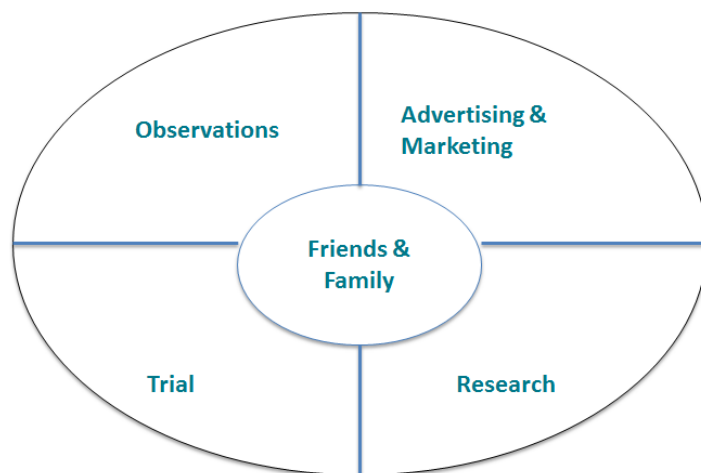 Observations
Advertising &
Marketing
Friends &
Family
Trial
Research